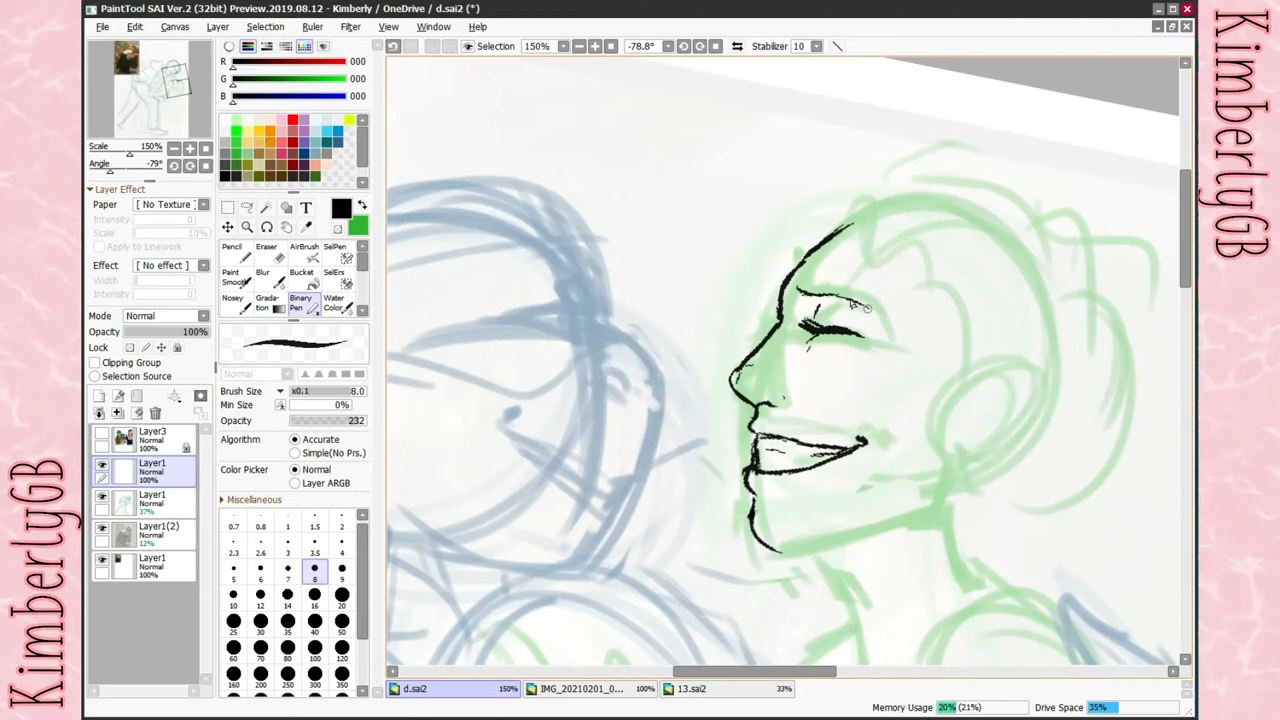 KimberlyGB
PaintTool SAI Ver.2 (32bit) Preview.2019.08.12 - Kimberly / OneDrive / d.sai2 (*)
File Edit Canvas Layer Selection Ruler Filter View Window Help
Selection 150% -78.8° Stabilizer 10
Scale 150%
Angle -79°
Layer Effect
Paper [ No Texture ]
Intensity 0
Scale 10%
Apply to Linework
Effect [ No effect ]
Width 1
Intensity 0
Mode Normal
Opacity 100%
Lock
Clipping Group
Selection Source
Layer3
Normal
100%
Layer1
Normal
100%
Layer1
Normal
37%
Layer1(2)
Normal
12%
Layer1
Normal
100%
R 000
G 000
B 000
T
Pencil Eraser AirBrush SelPen
Paint Smooth Blur Bucket SelErs
Nosey Gradation Binary Pen Water Color
Normal
Brush Size x0.1 8.0
Min Size 0%
Opacity 232
Algorithm Accurate
Simple(No Prs.)
Color Picker Normal
Layer ARGB
Miscellaneous
0.7 0.8 1 1.5 2
2.3 2.6 3 3.5 4
5 6 7 8 9
10 12 14 16 20
25 30 35 40 50
60 70 80 100 120
160 200 250 300 350
d.sai2 150% IMG_20210201_0... 100% 13.sai2 33%
Memory Usage 20% (21%) Drive Space 35%
KimberlyGB